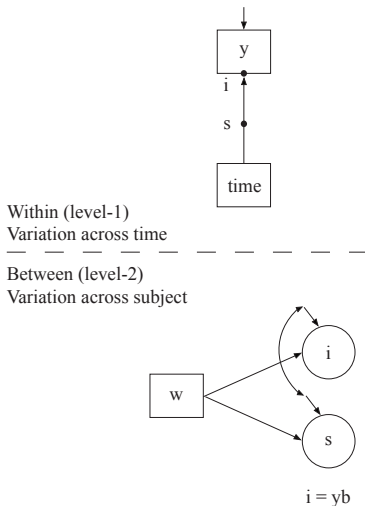 y
i
s
time
Within (level-1)
Variation across time
Between (level-2)
Variation across subject
i
w
s
i = yb